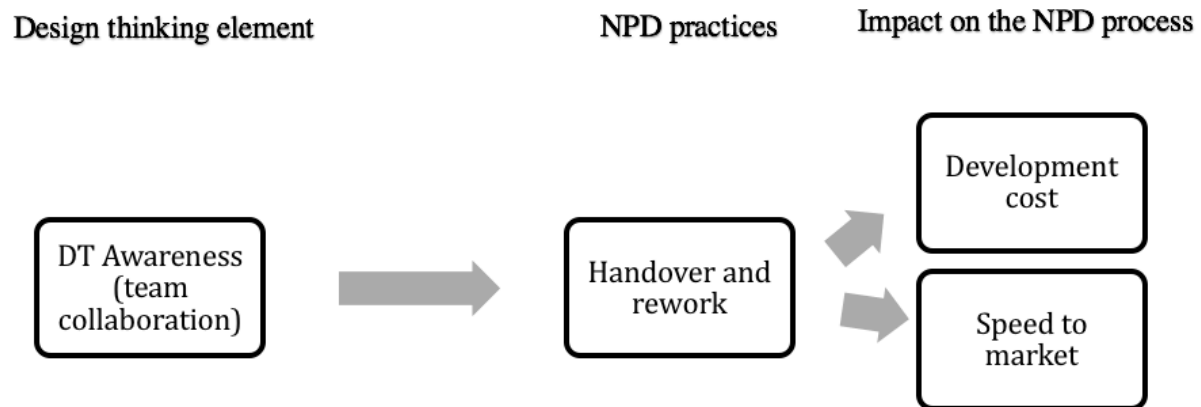 Design thinking element
NPD practices
Impact on the NPD process
DT Awareness
(team
collaboration)
Handover and
rework
Development
cost
Speed to
market